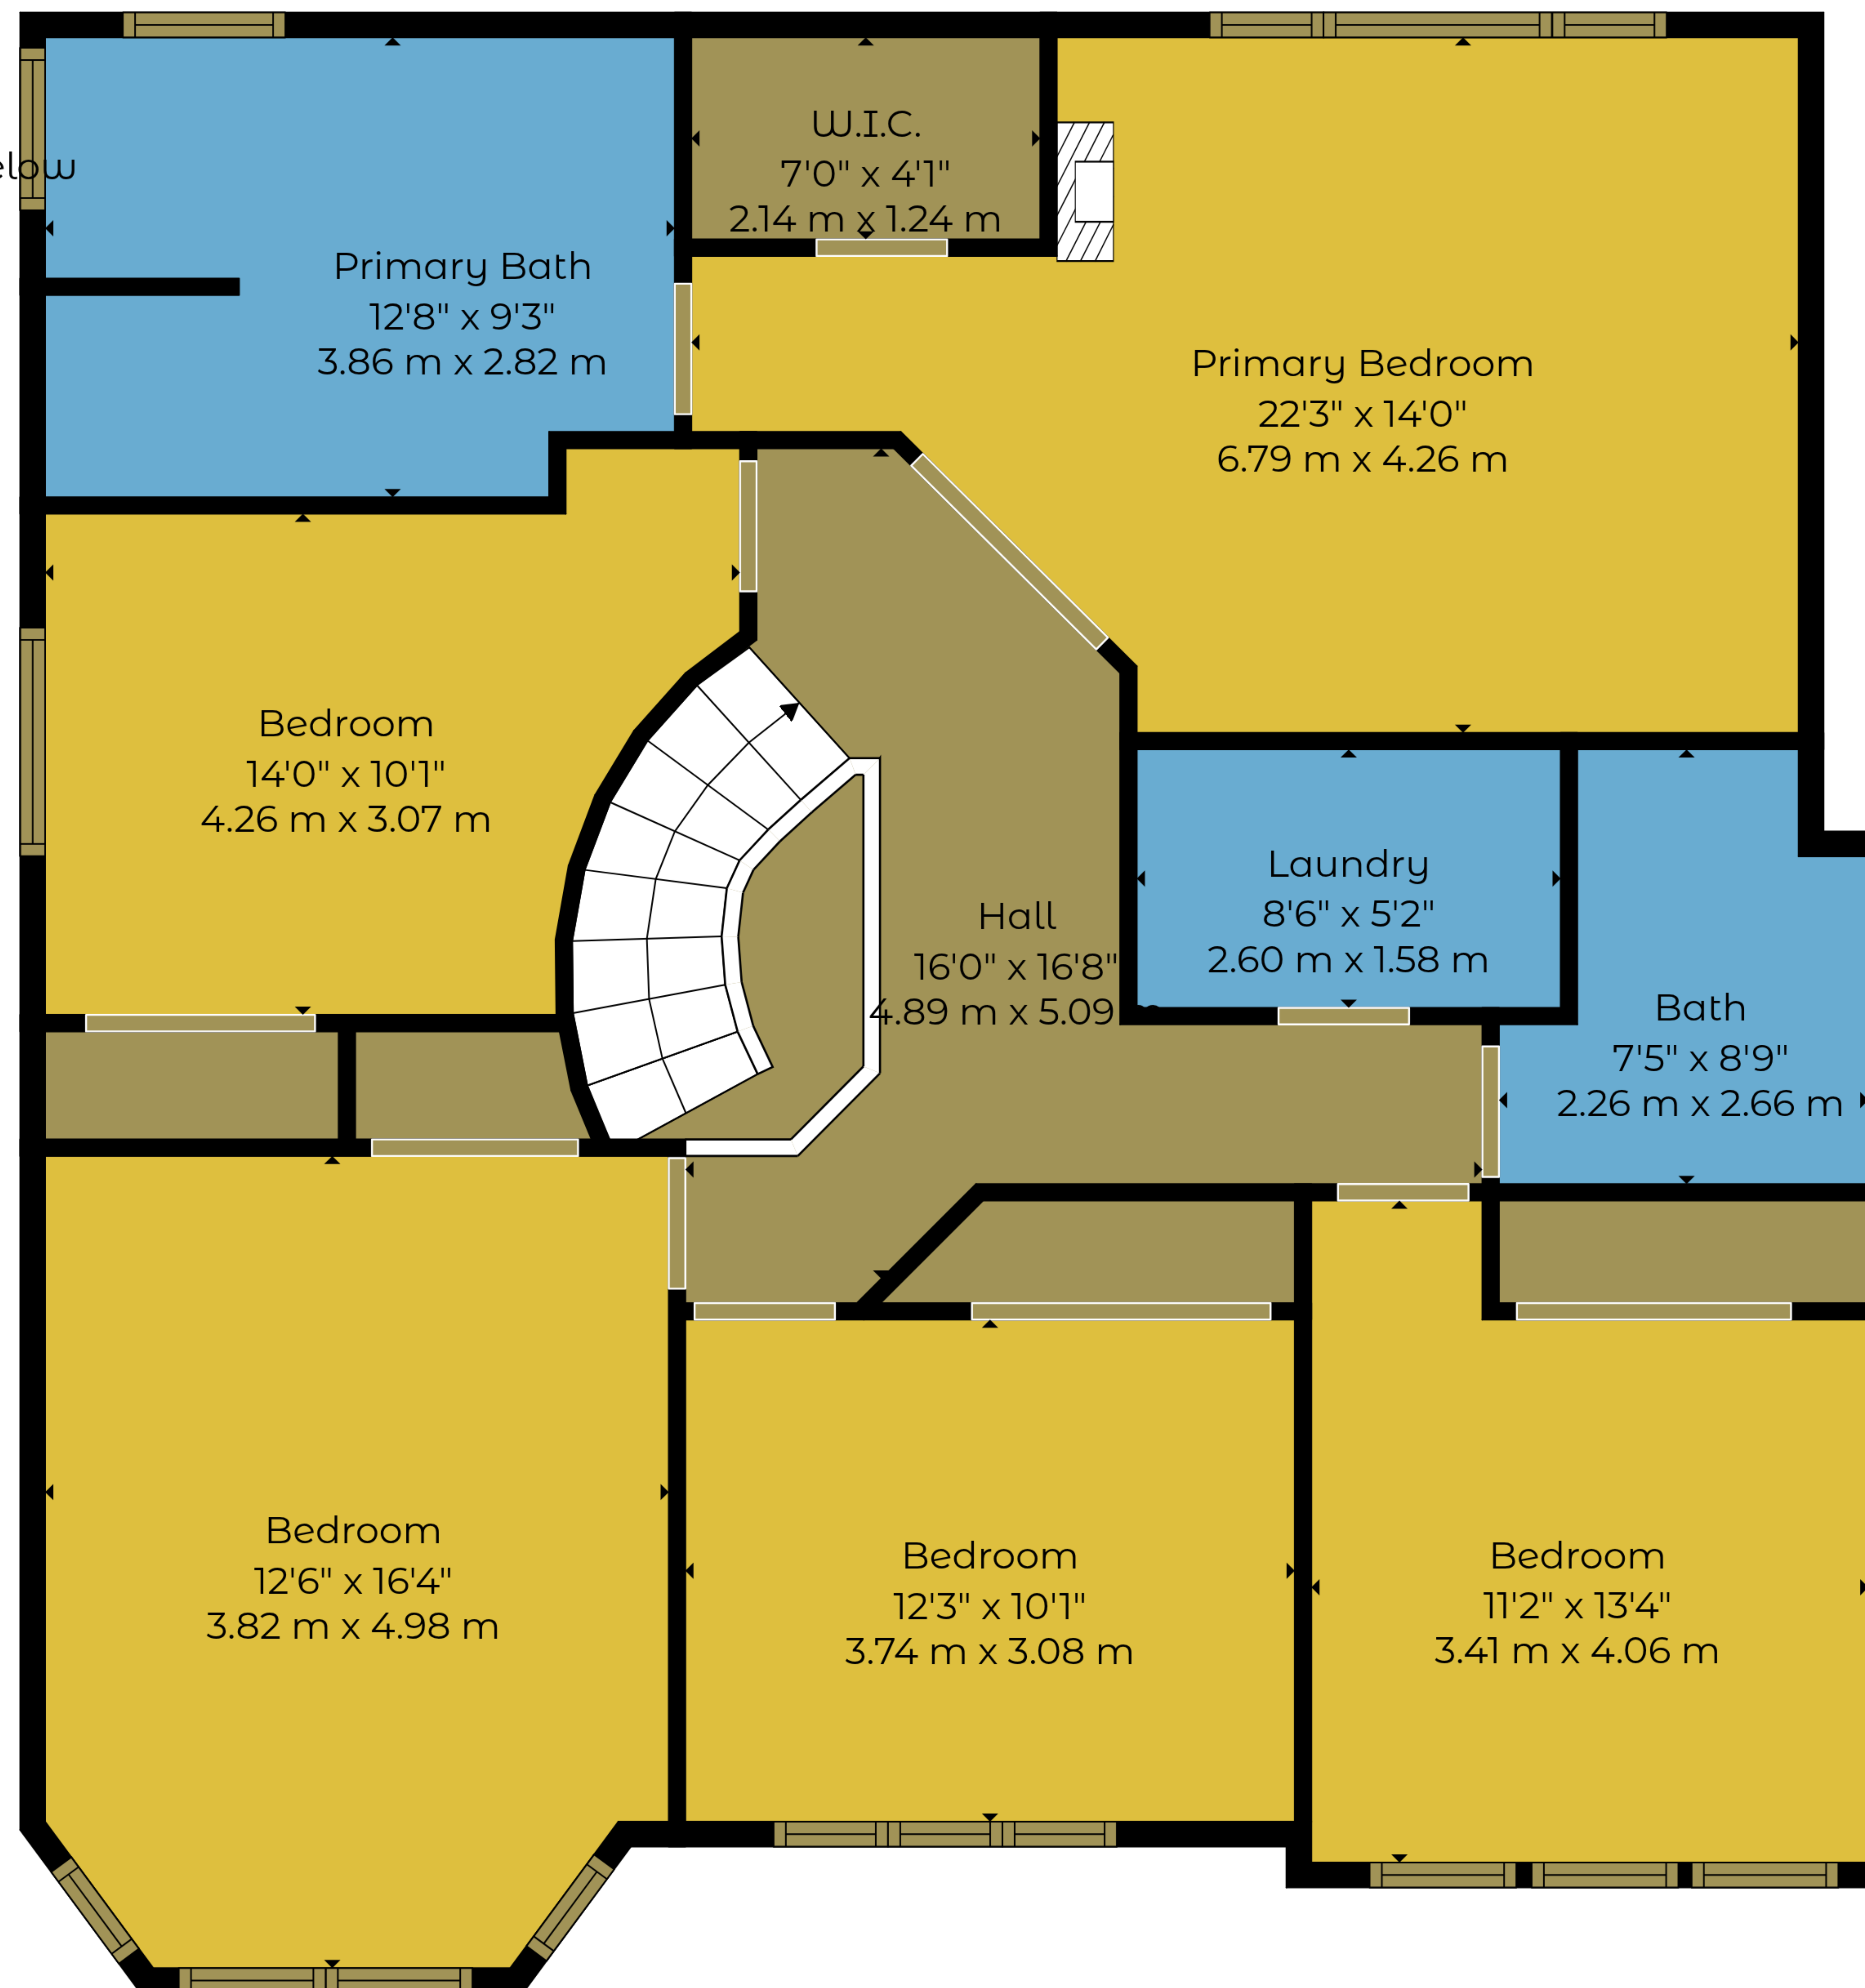 W.I.C.
7'0" x 4'1"
2.14 m x 1.24 m
elow
Primary Bath
12'8" x 9'3"
3.86 m x 2.82 m
Primary Bedroom
22'3" x 14'0"
6.79 m x 4.26 m
Bedroom
14'0" x 10'1"
4.26 m x 3.07 m
Laundry
8'6" x 5'2"
2.60 m x 1.58 m
Hall
16'0" x 16'8"
4.89 m x 5.09
Bath
7'5" x 8'9"
2.26 m x 2.66 m
Bedroom
12'6" x 16'4"
3.82 m x 4.98 m
Bedroom
12'3" x 10'1"
3.74 m x 3.08 m
Bedroom
11'2" x 13'4"
3.41 m x 4.06 m